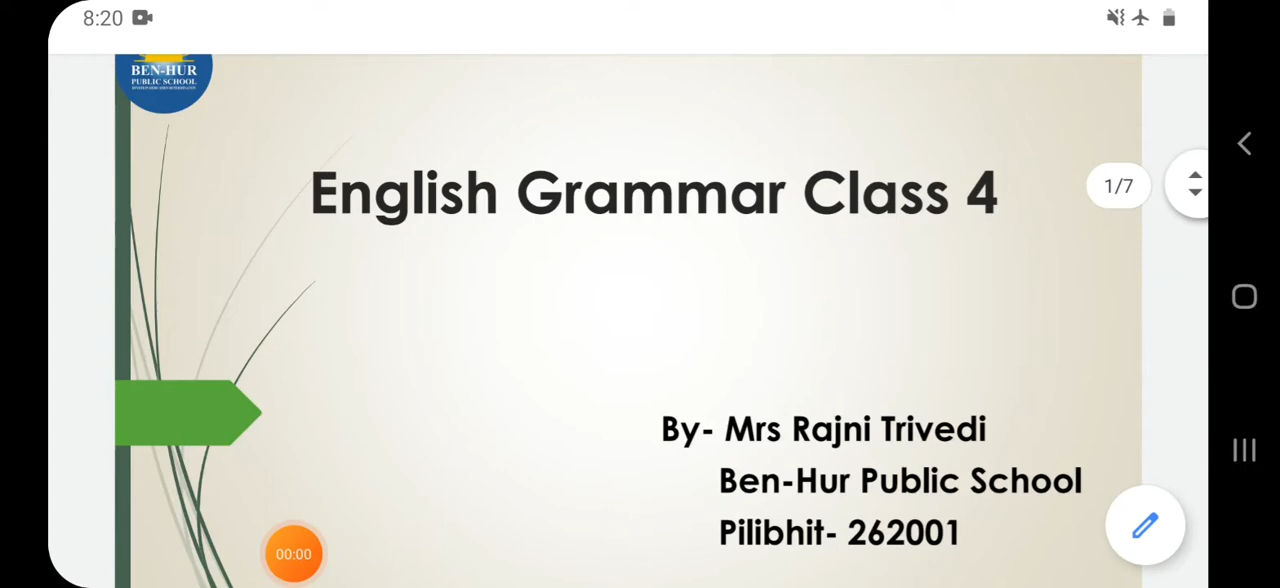 8:20
BEN-HUR
PUBLIC SCHOOL
English Grammar Class 4
1/7
By- Mrs Rajni Trivedi
Ben-Hur Public School
Pilibhit- 262001
00:00